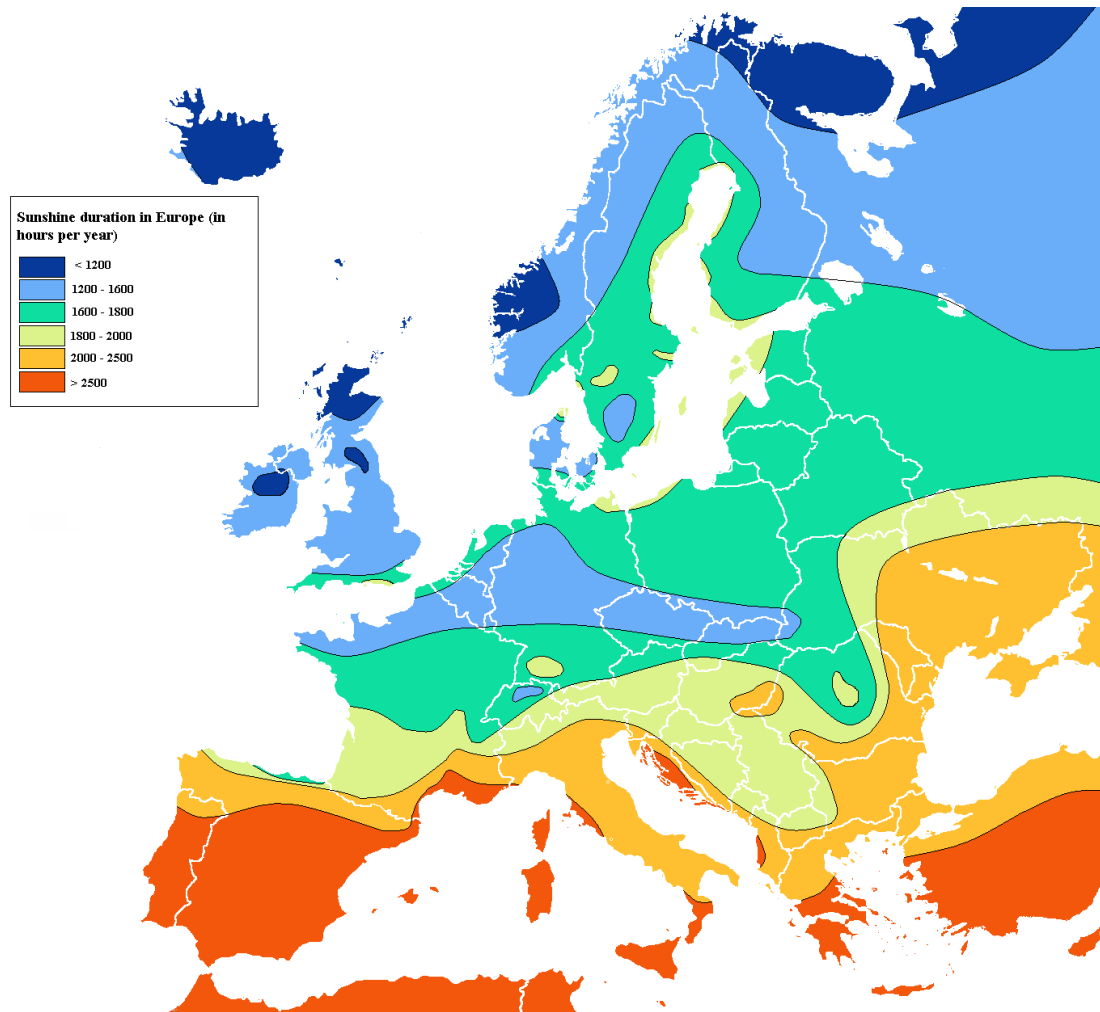 Sunshine duration in Europe (in
hours per year)
< 1200
1200 - 1600
1600 - 1800
1800 - 2000
2000 - 2500
> 2500